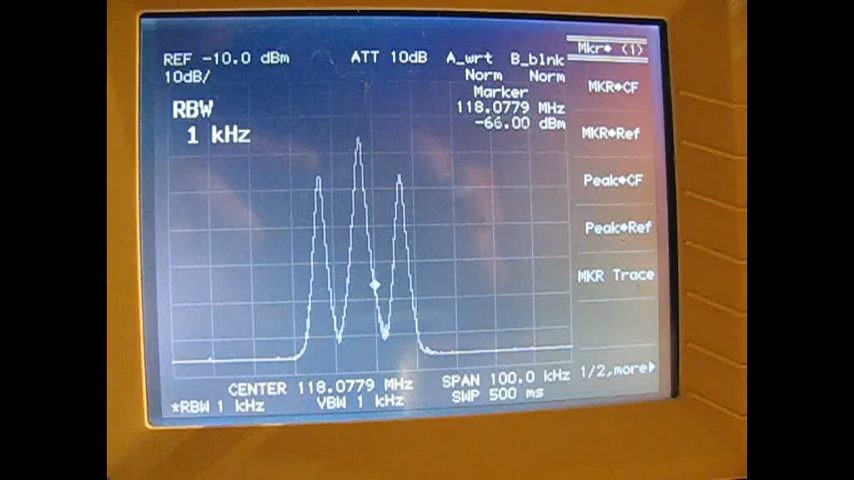 REF -10.0 dBm ATT 10dB A_wrt B_blnk
10dB/ Norm Norm
Marker
118.0779 MHz
-66.00 dBm
RBW
1 kHz
Mkr→ (1)
MKR→CF
MKR→Ref
Peak→CF
Peak→Ref
MKR Trace
1/2,more▶
CENTER 118.0779 MHz SPAN 100.0 kHz
*RBW 1 kHz VBW 1 kHz SWP 500 ms